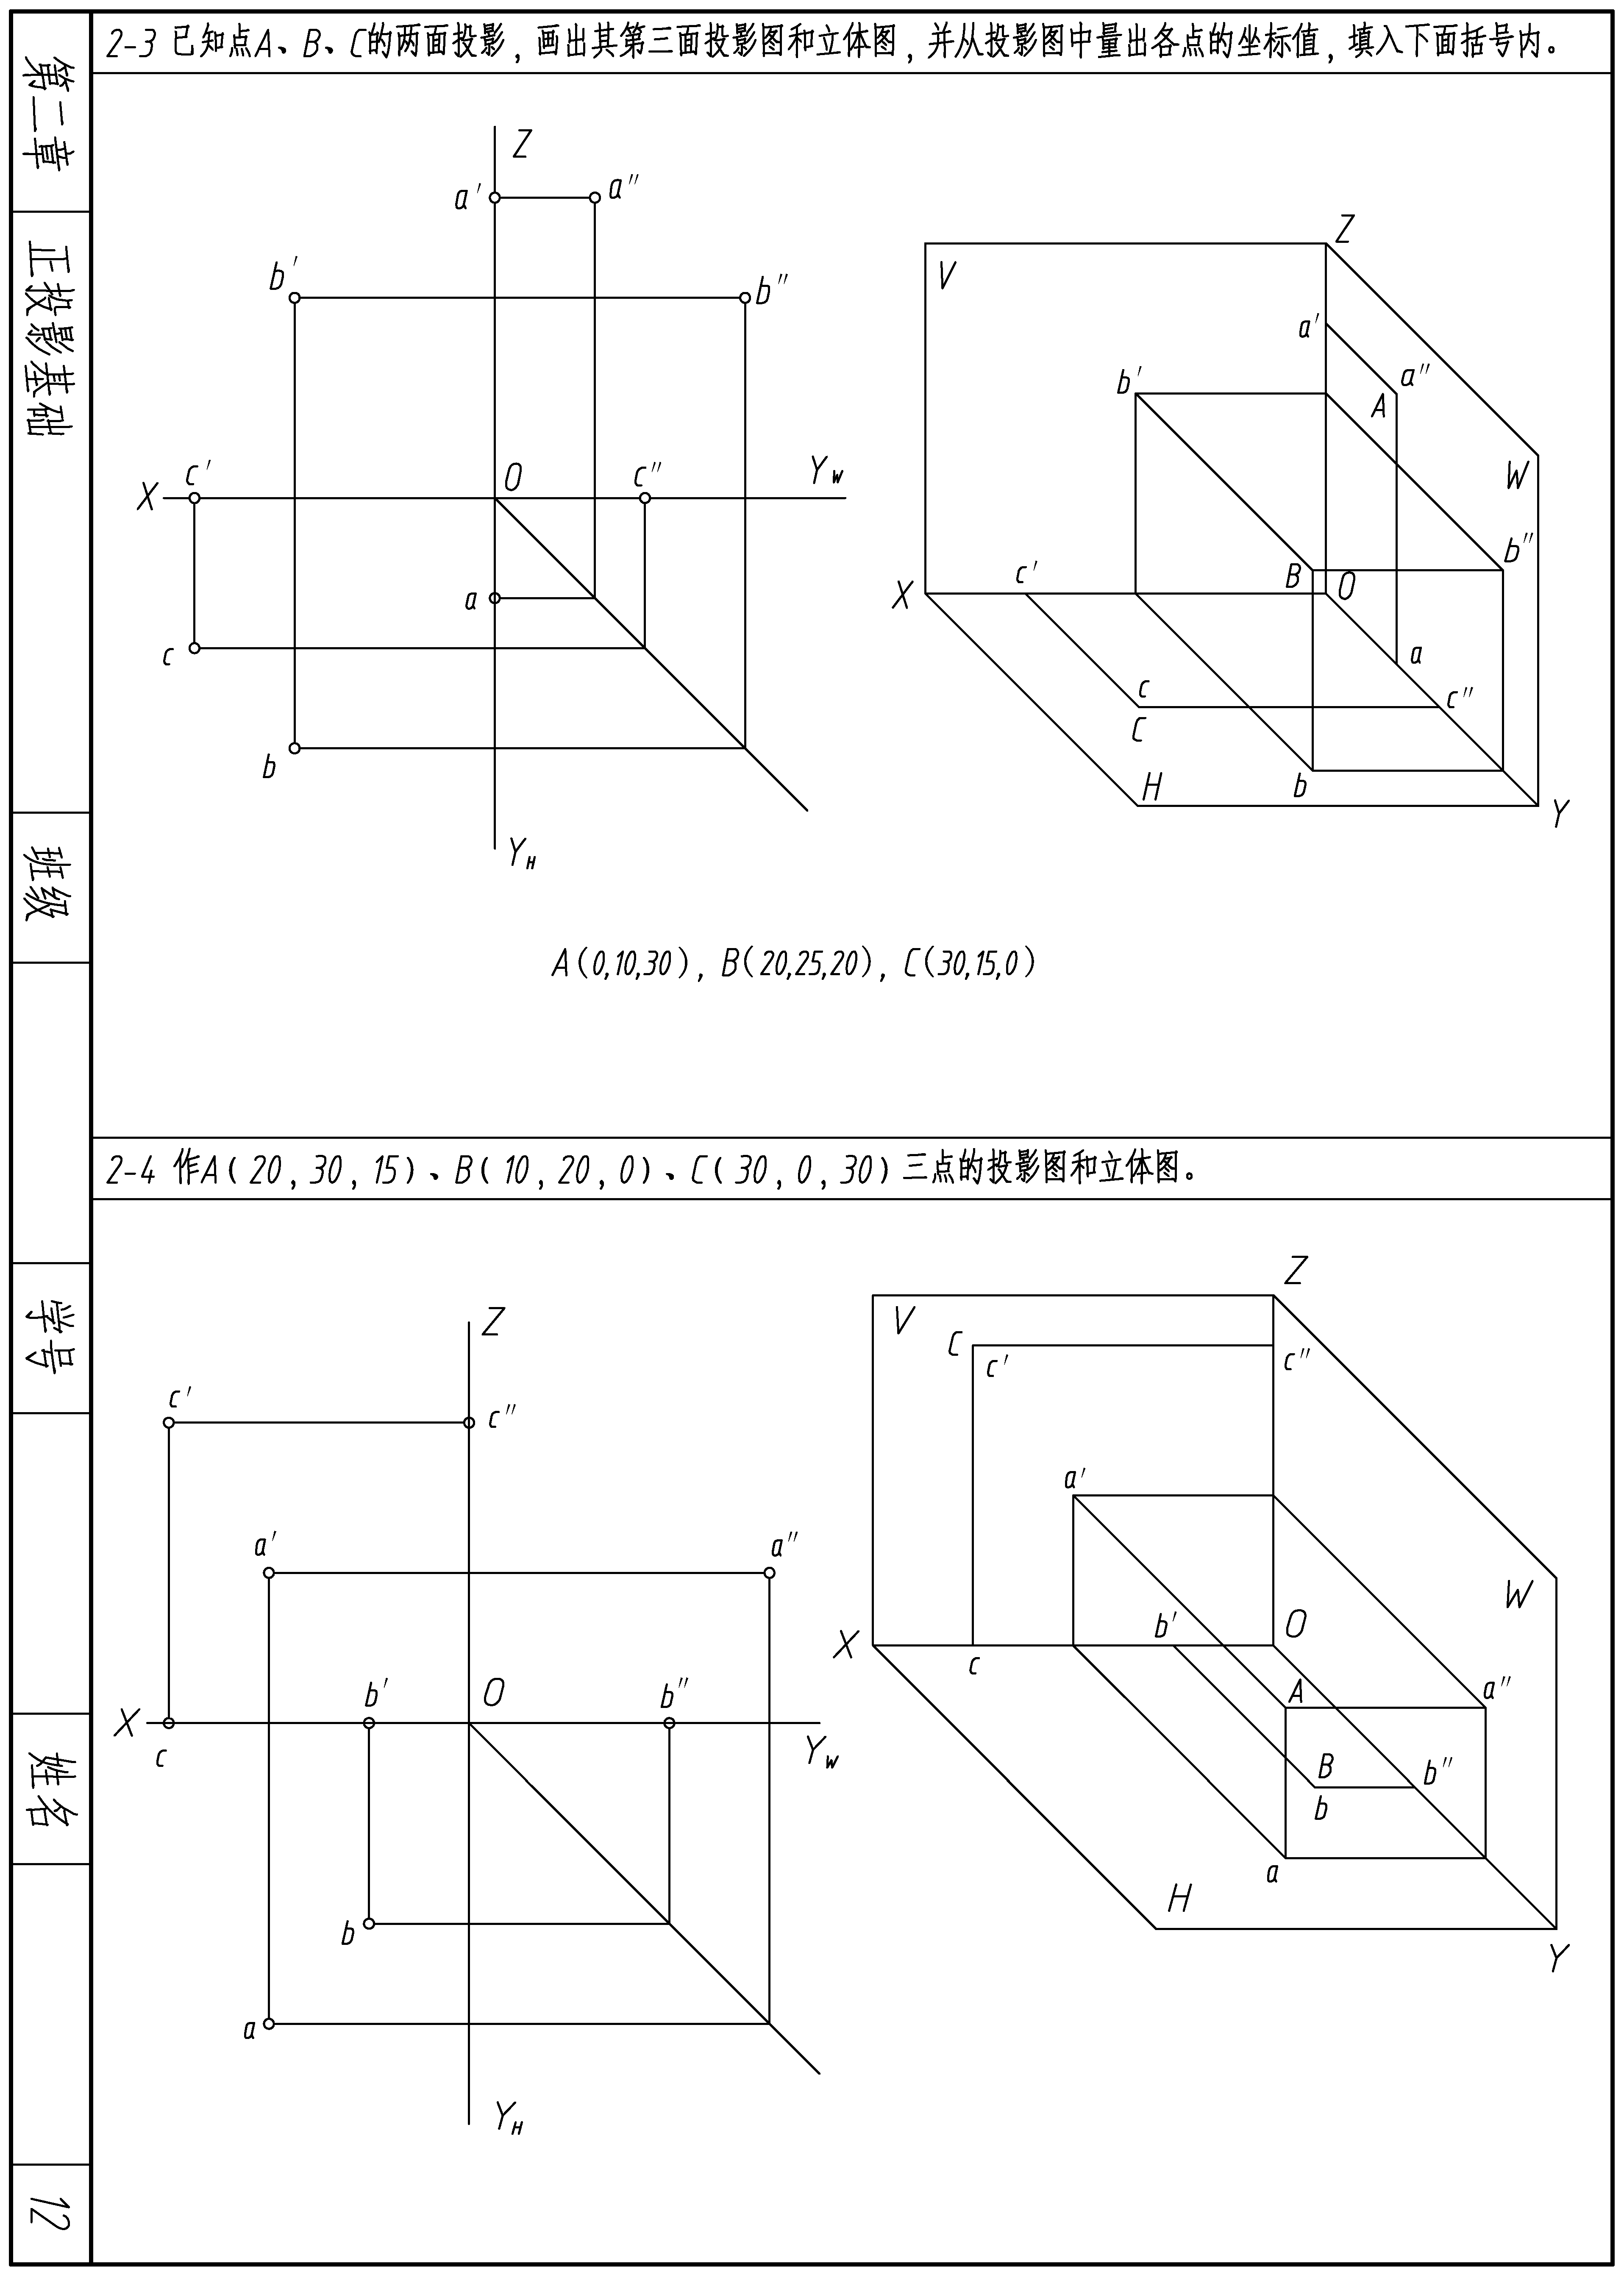 2-3 已知点A、B、C的两面投影,画出其第三面投影图和立体图,并从投影图中量出各点的坐标值,填入下面括号内。
第二章
正投影基础
班级
学号
姓名
12
Z
a' a"
b' b"
X c' O c" Yw
a
c
b
YH
Z
V
a'
b' a"
A
W
b"
X c' B O
c a c"
C
H b Y
A(0,10,30), B(20,25,20), C(30,15,0)
2-4 作A(20,30,15)、B(10,20,0)、C(30,0,30)三点的投影图和立体图。
Z
c' c"
a' a"
X c b' O b" Yw
b
a
YH
Z
V
C c' c"
a'
W
X c b' O
A a"
B b"
b
a
H
Y